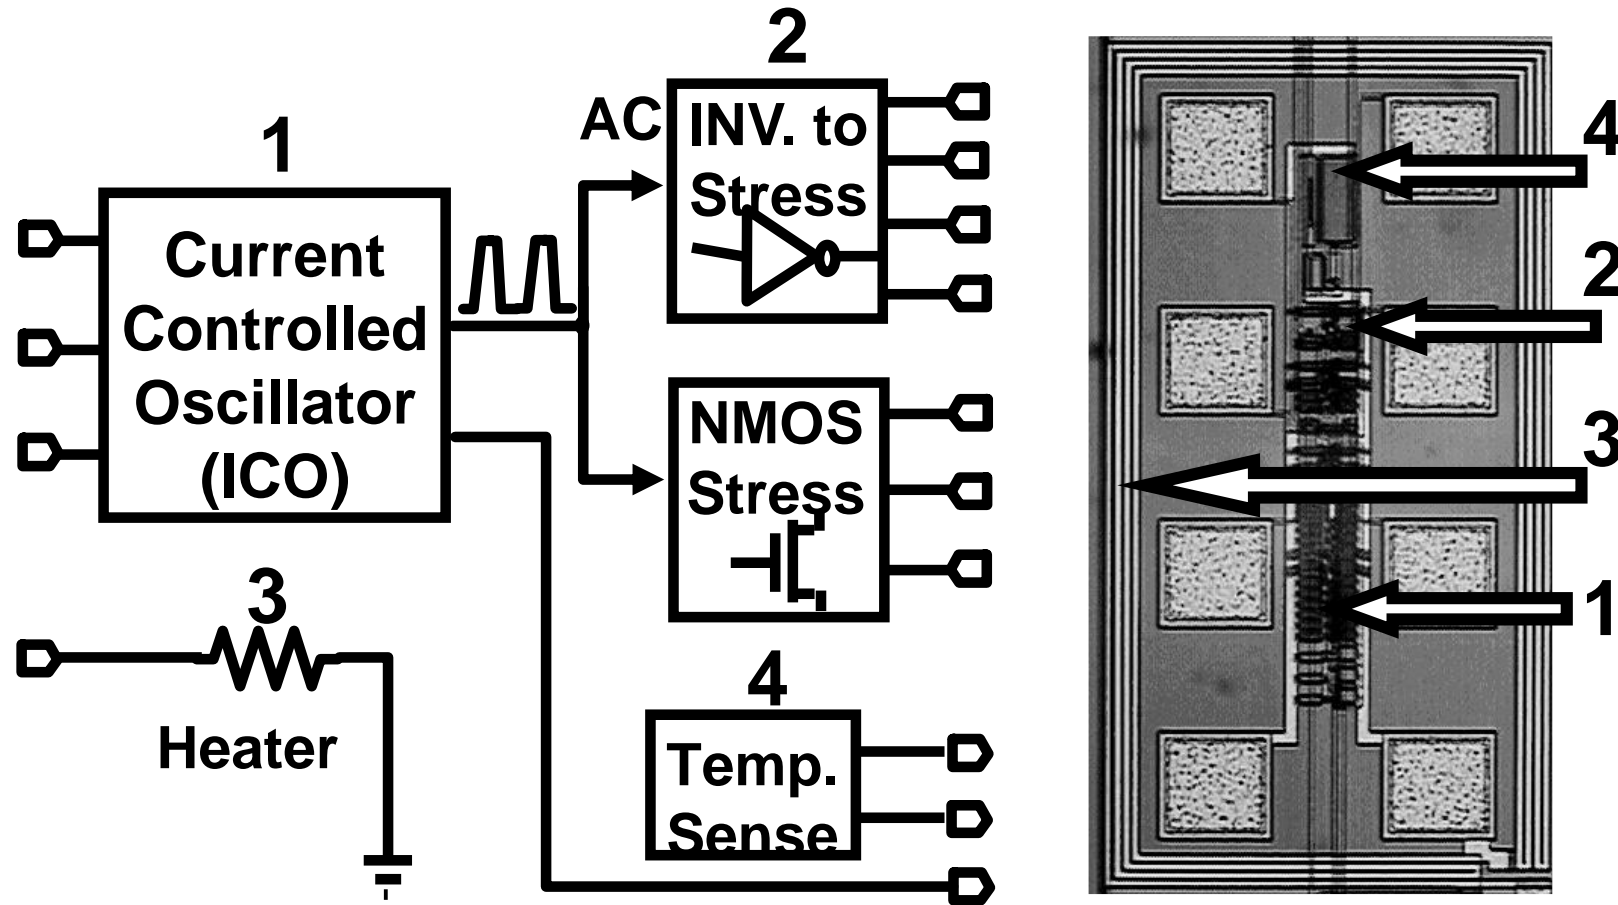 1
Current
Controlled
Oscillator
(ICO)
2
AC
INV. to
Stress
NMOS
Stress
3
Heater
4
Temp.
Sense
4
2
3
1